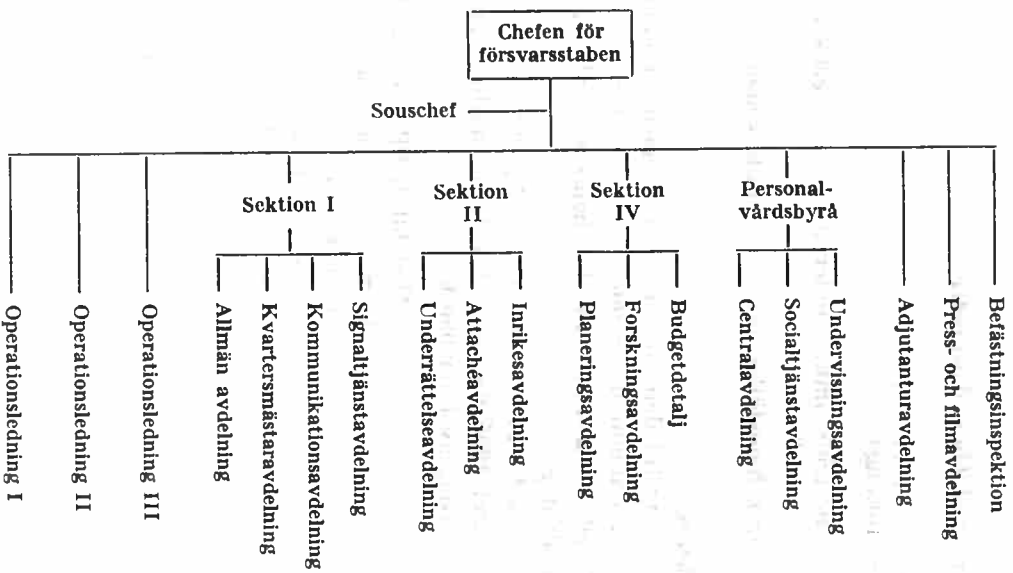 Chefen för
försvarsstaben
Souschef
Sektion I
Sektion
II
Sektion
IV
Personal-
vårdsbyrå
Operationsledning I
Operationsledning II
Operationsledning III
Allmän avdelning
Kvartersmästaravdelning
Kommunikationsavdelning
Signaltjänstavdelning
Underrättelseavdelning
Attachéavdelning
Inrikesavdelning
Planeringsavdelning
Forskningsavdelning
Budgetdetalj
Centralavdelning
Socialtjänstavdelning
Undervisningsavdelning
Adjutanturavdelning
Press- och filmavdelning
Befästningsinspektion